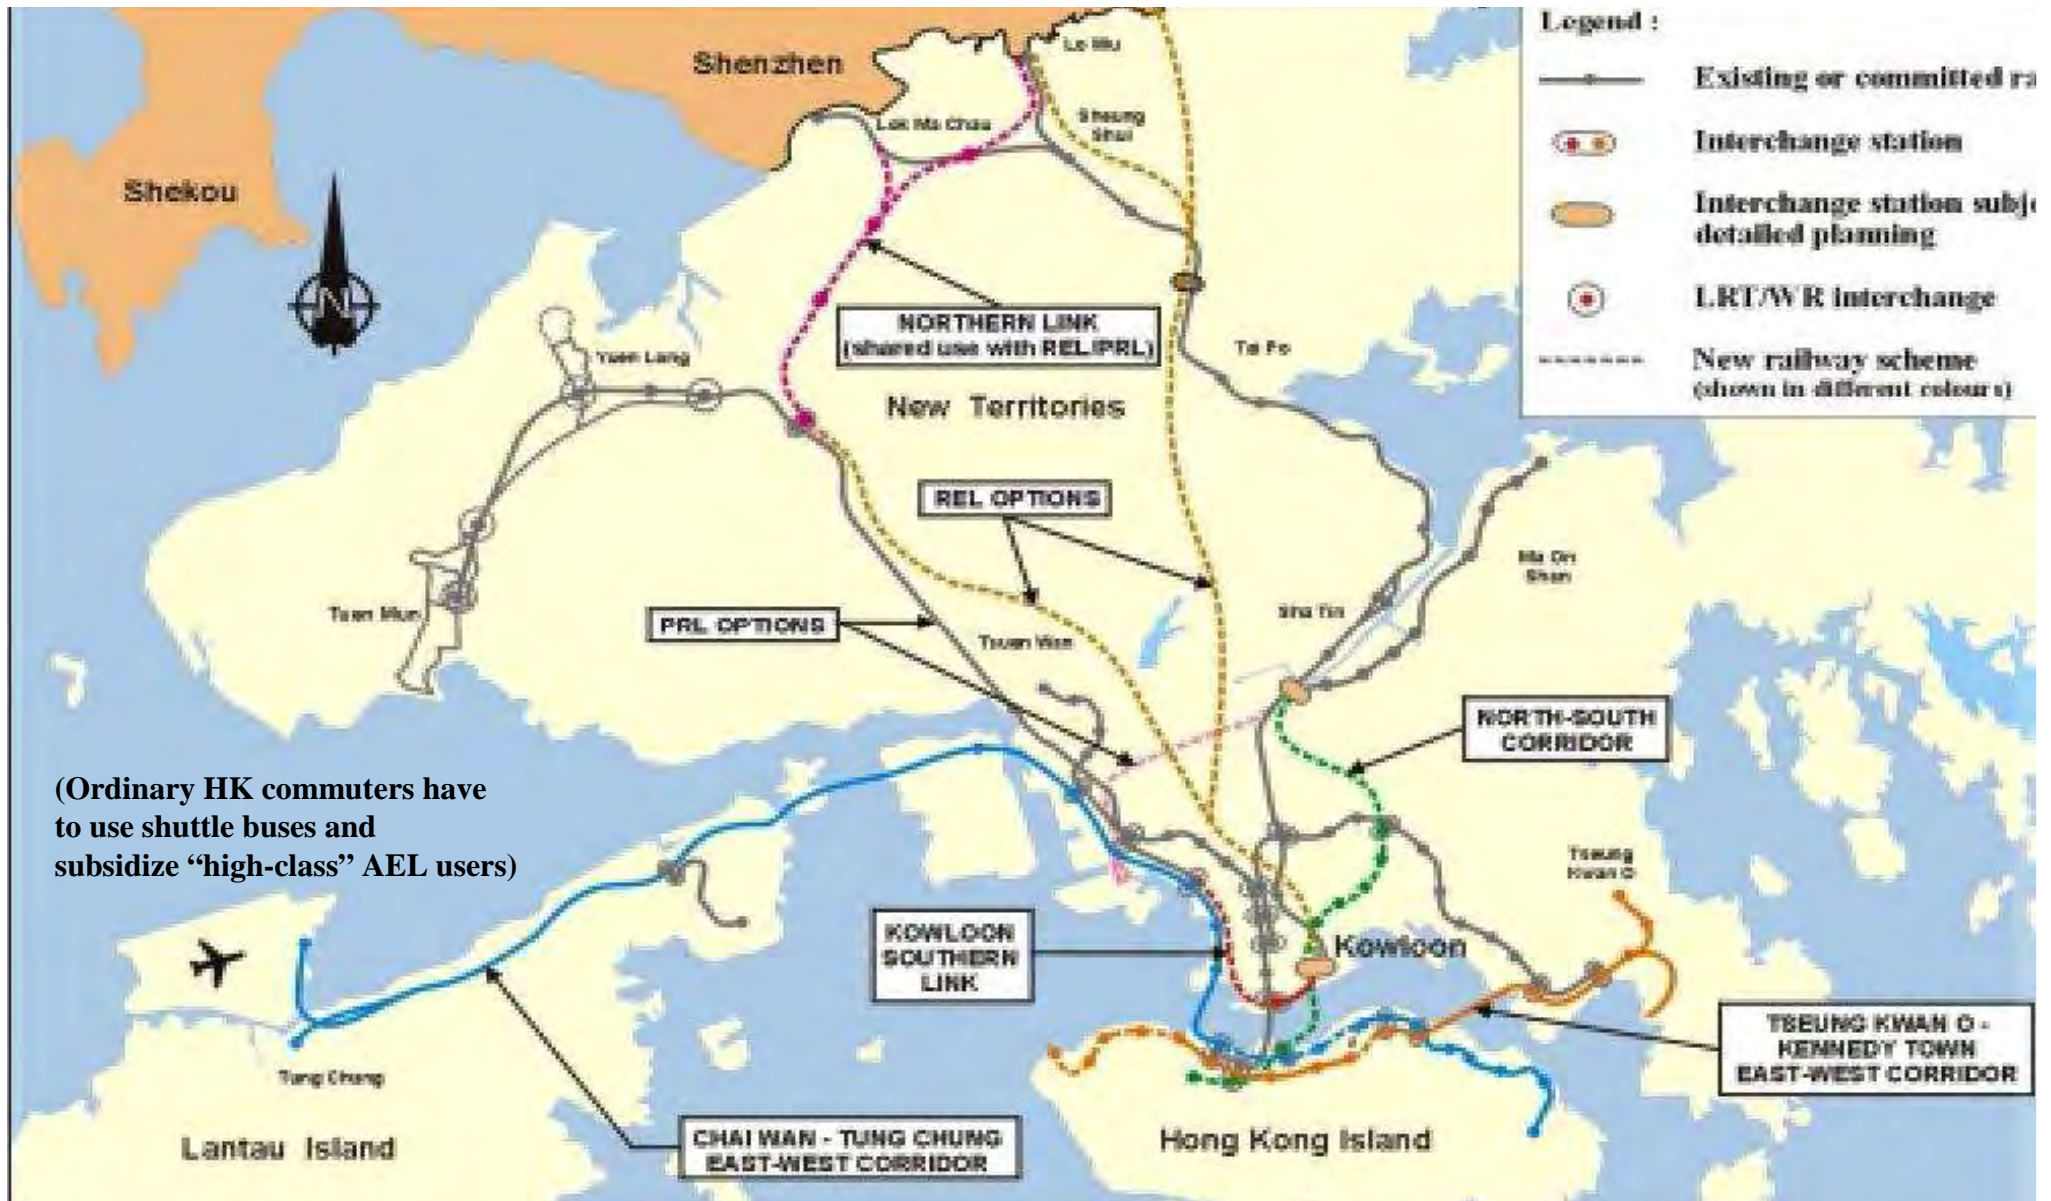 Legend :
Existing or committed ra
Interchange station
Interchange station subje
detailed planning
LRT/WR interchange
New railway scheme
(shown in different colours)
Shenzhen
Lo Wu
Lok Ma Chau
Sheung
Shui
Shekou
N
NORTHERN LINK
(shared use with REL/PRL)
Yuen Long
Tai Po
New Territories
REL OPTIONS
Ma On
Shan
Tuen Mun
Sha Tin
PRL OPTIONS
Tsuen Wan
NORTH-SOUTH
CORRIDOR
(Ordinary HK commuters have
to use shuttle buses and
subsidize “high-class” AEL users)
Tseung
Kwan O
KOWLOON
SOUTHERN
LINK
Kowloon
TSEUNG KWAN O -
KENNEDY TOWN
EAST-WEST CORRIDOR
Tung Chung
CHAI WAN - TUNG CHUNG
EAST-WEST CORRIDOR
Lantau Island
Hong Kong Island